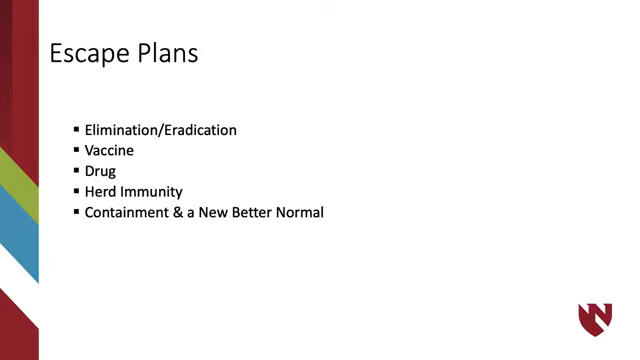 Escape Plans
▪ Elimination/Eradication
▪ Vaccine
▪ Drug
▪ Herd Immunity
▪ Containment & a New Better Normal